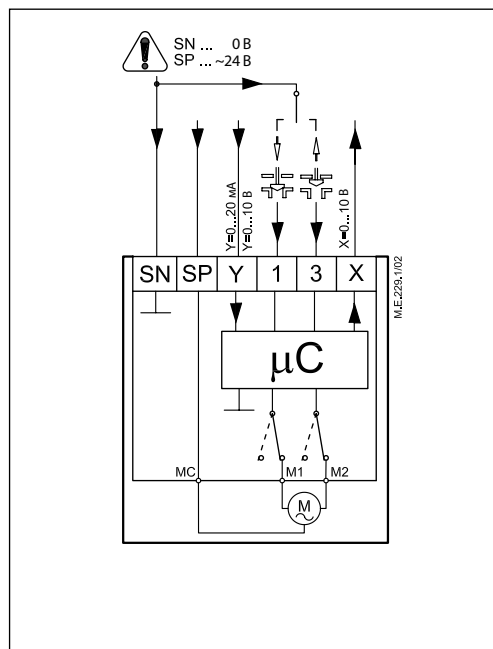 SN ... 0 В
SP ... ~24 В
Y=0...20 мА
Y=0...10 В
X=0...10 В
SN SP Y 1 3 X
M.E.229.1/02
µC
MC M1 M2
M